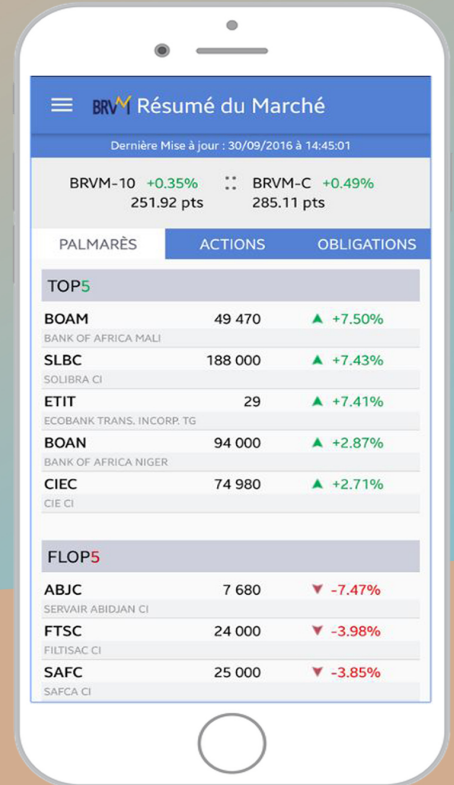 BRVM Résumé du Marché
Dernière Mise à jour : 30/09/2016 à 14:45:01
BRVM-10 +0.35% BRVM-C +0.49%
251.92 pts 285.11 pts
PALMARÈS ACTIONS OBLIGATIONS
TOP5
BOAM 49 470 +7.50%
BANK OF AFRICA MALI
SLBC 188 000 +7.43%
SOLIBRA CI
ETIT 29 +7.41%
ECOBANK TRANS. INCORP. TG
BOAN 94 000 +2.87%
BANK OF AFRICA NIGER
CIEC 74 980 +2.71%
CIE CI
FLOP5
ABJC 7 680 -7.47%
SERVAIR ABIDJAN CI
FTSC 24 000 -3.98%
FILTISAC CI
SAFC 25 000 -3.85%
SAFCA CI